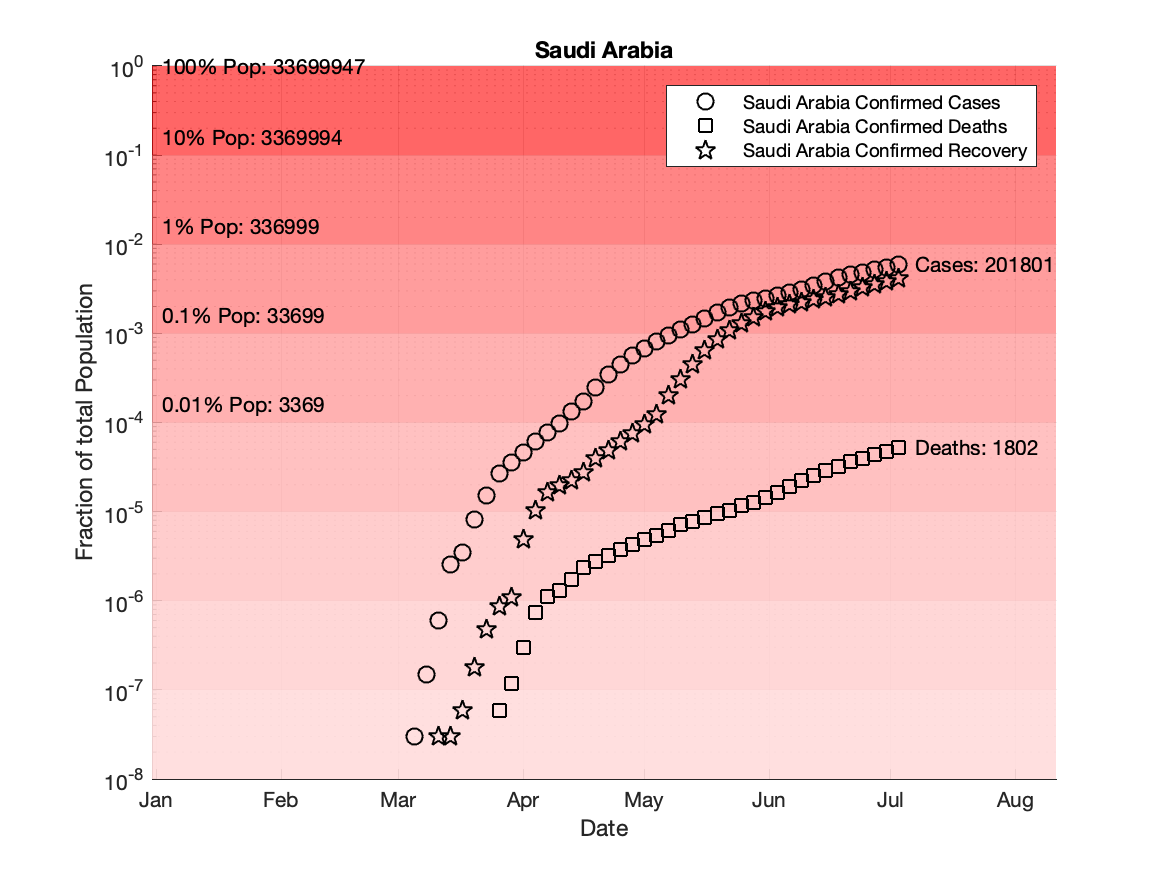 Saudi Arabia
10^0
100% Pop: 33699947
Saudi Arabia Confirmed Cases
Saudi Arabia Confirmed Deaths
Saudi Arabia Confirmed Recovery
10% Pop: 3369994
10^-1
1% Pop: 336999
10^-2
Cases: 201801
0.1% Pop: 33699
10^-3
0.01% Pop: 3369
10^-4
Deaths: 1802
10^-5
10^-6
10^-7
10^-8
Fraction of total Population
Jan Feb Mar Apr May Jun Jul Aug
Date